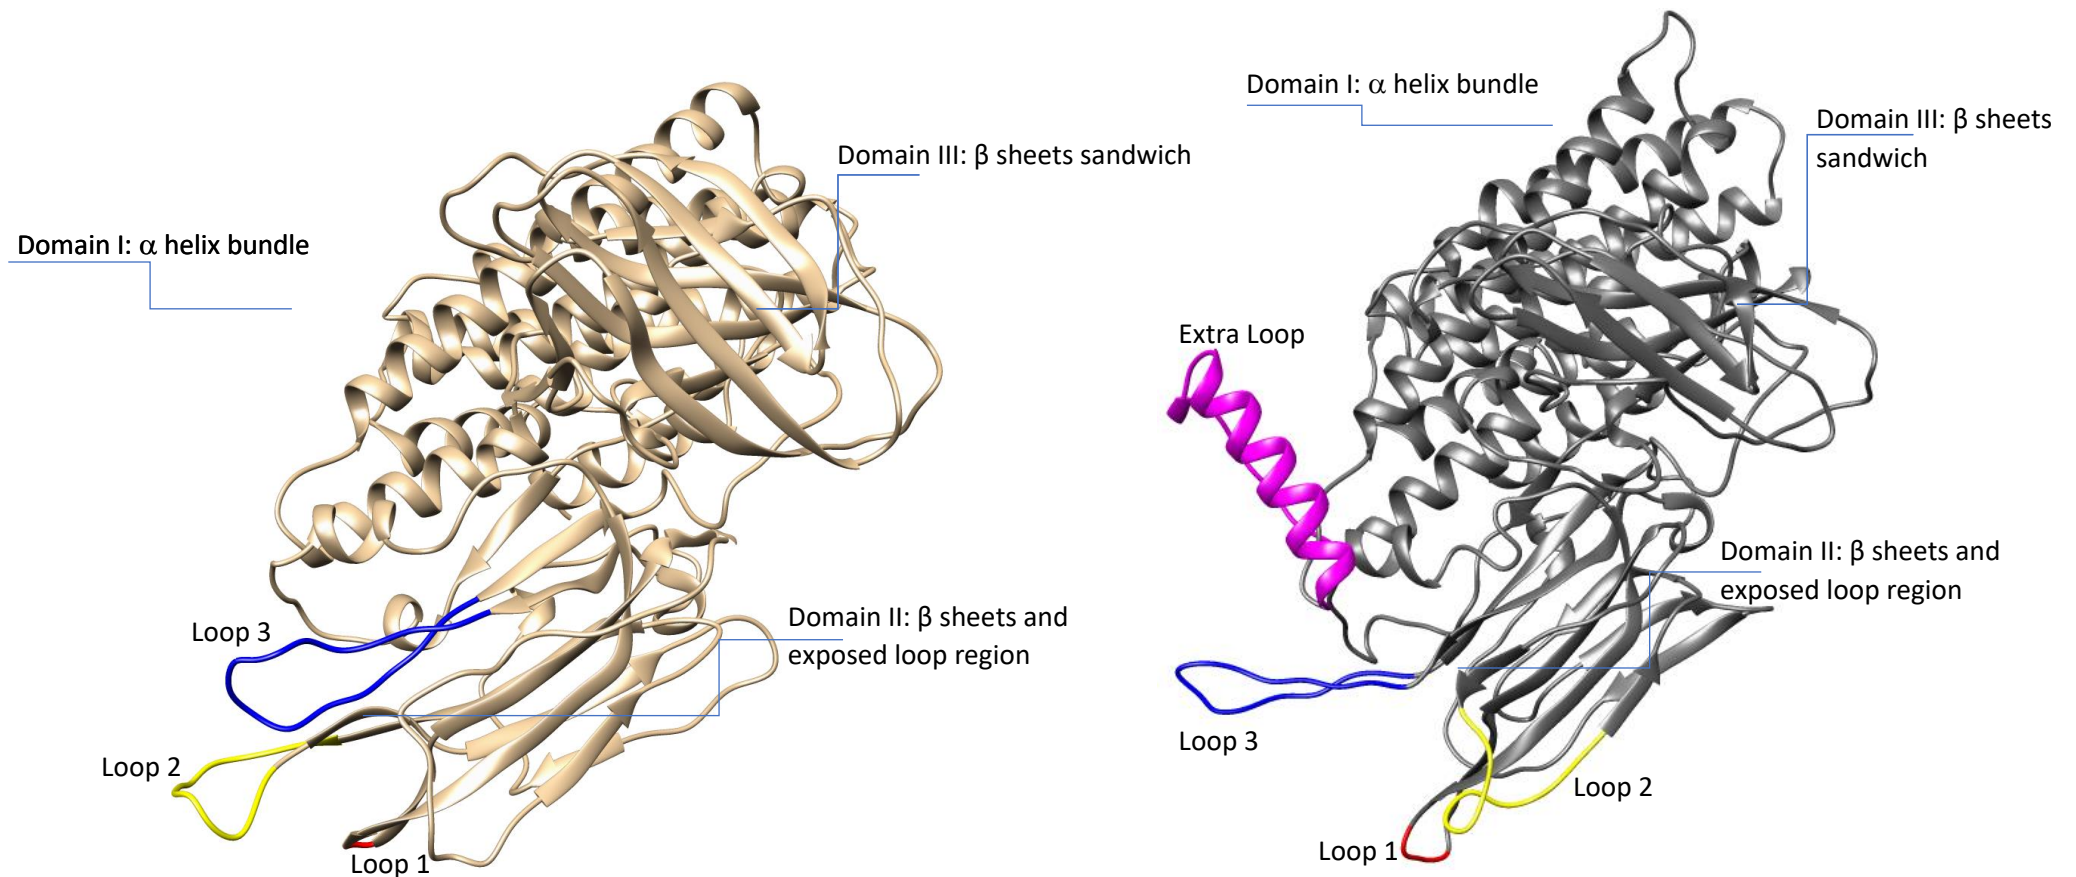 Domain I: α helix bundle
Domain III: β sheets sandwich
Loop 3
Domain II: β sheets and
exposed loop region
Loop 2
Loop 1
Domain I: α helix bundle
Domain III: β sheets
sandwich
Extra Loop
Domain II: β sheets and
exposed loop region
Loop 3
Loop 2
Loop 1